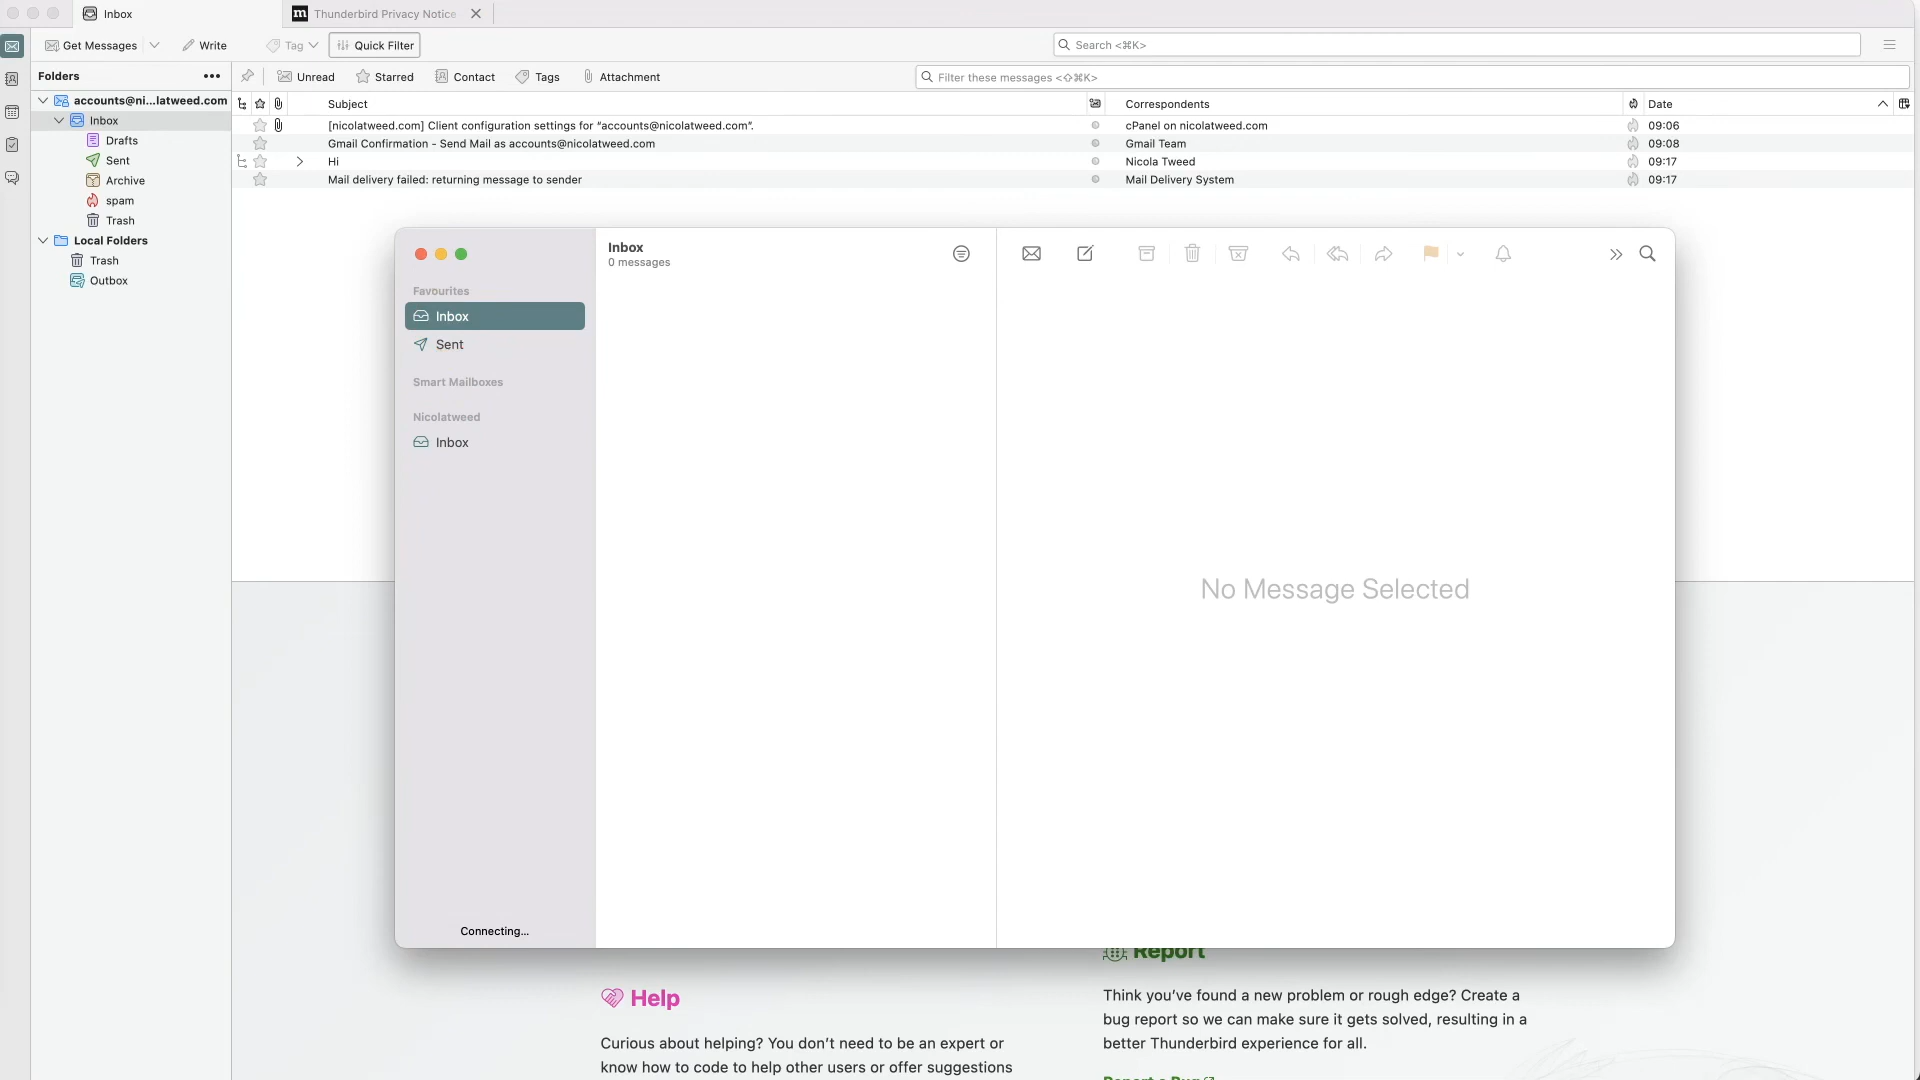 Inbox
m Thunderbird Privacy Notice
Get Messages
Write
Tag
Quick Filter
Search <⌘K>
Folders
Unread
Starred
Contact
Tags
Attachment
Filter these messages <⇧⌘K>
accounts@ni...latweed.com
Subject
Correspondents
Date
Inbox
[nicolatweed.com] Client configuration settings for “accounts@nicolatweed.com”.
cPanel on nicolatweed.com
09:06
Drafts
Gmail Confirmation - Send Mail as accounts@nicolatweed.com
Gmail Team
09:08
Sent
Hi
Nicola Tweed
09:17
Archive
Mail delivery failed: returning message to sender
Mail Delivery System
09:17
spam
Trash
Local Folders
Trash
Outbox
Inbox
0 messages
Favourites
Inbox
Sent
Smart Mailboxes
Nicolatweed
Inbox
No Message Selected
Connecting...
Report
Help
Think you’ve found a new problem or rough edge? Create a
bug report so we can make sure it gets solved, resulting in a
better Thunderbird experience for all.
Curious about helping? You don’t need to be an expert or
know how to code to help other users or offer suggestions
Report a Bug